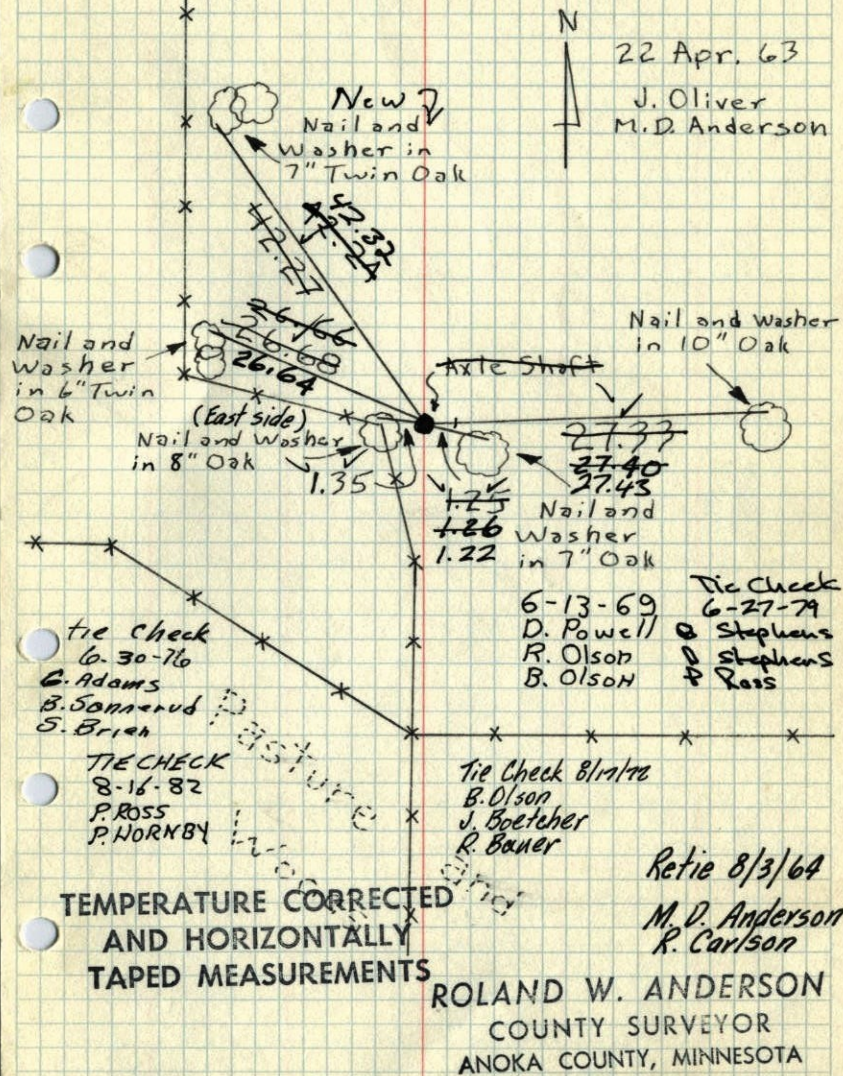 N
22 Apr. 63
J. Oliver
M.D. Anderson
New
Nail and
Washer in
7" Twin Oak
42.27
42.32
42.24
26.66
26.68
26.64
Nail and
Washer
in 6" Twin
Oak
Nail and Washer
in 10" Oak
Axle Shaft
27.33
27.40
27.43
(East side)
Nail and Washer
in 8" Oak
1.35
1.25
1.26
1.22
Nail and
Washer
in 7" Oak
6-13-69
D. Powell
R. Olson
B. Olson
Tie Check
6-27-79
Stephens
Stephens
P Ross
tie check
6-30-76
G. Adams
B. Sonnerud
S. Brien
TIE CHECK
8-16-82
P. ROSS
P. HORNBY
Pasture
and
Tie Check 8/17/72
B. Olson
J. Boetcher
R. Bauer
Retie 8/3/64
M. D. Anderson
R. Carlson
TEMPERATURE CORRECTED
AND HORIZONTALLY
TAPED MEASUREMENTS
ROLAND W. ANDERSON
COUNTY SURVEYOR
ANOKA COUNTY, MINNESOTA